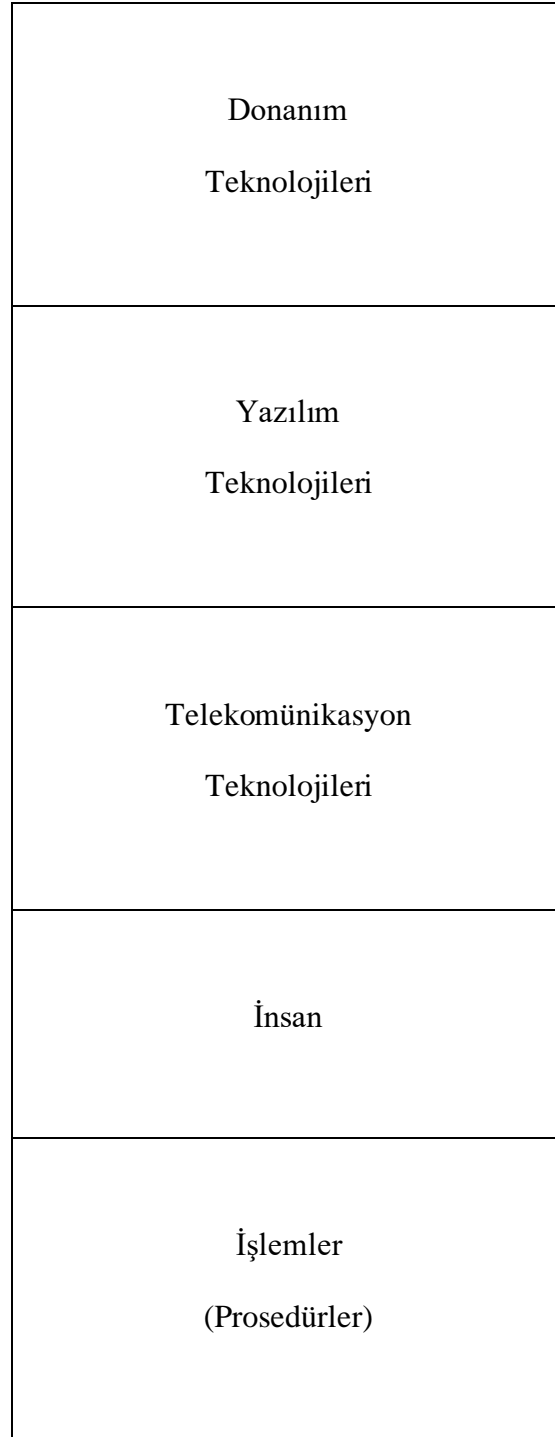 Donanım
Teknolojileri
Yazılım
Teknolojileri
Telekomünikasyon
Teknolojileri
İnsan
İşlemler
(Prosedürler)